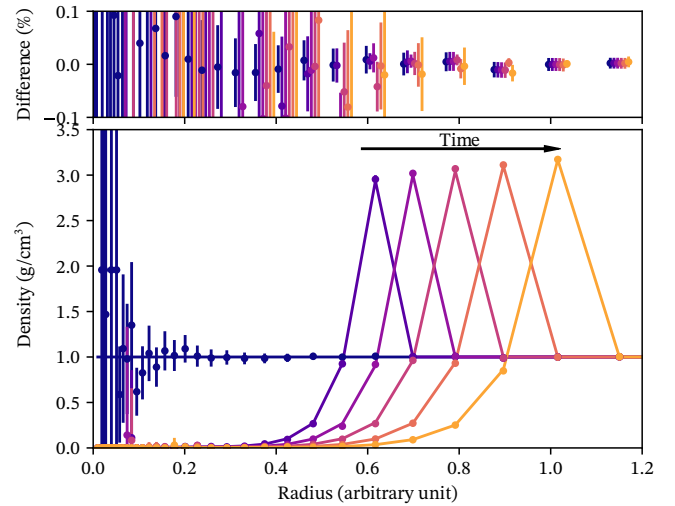 0.1
0.0
−0.1
Difference (%)
3.5
3.0
2.5
2.0
1.5
1.0
0.5
0.0
Density (g/cm³)
Time
0.0 0.2 0.4 0.6 0.8 1.0 1.2
Radius (arbitrary unit)